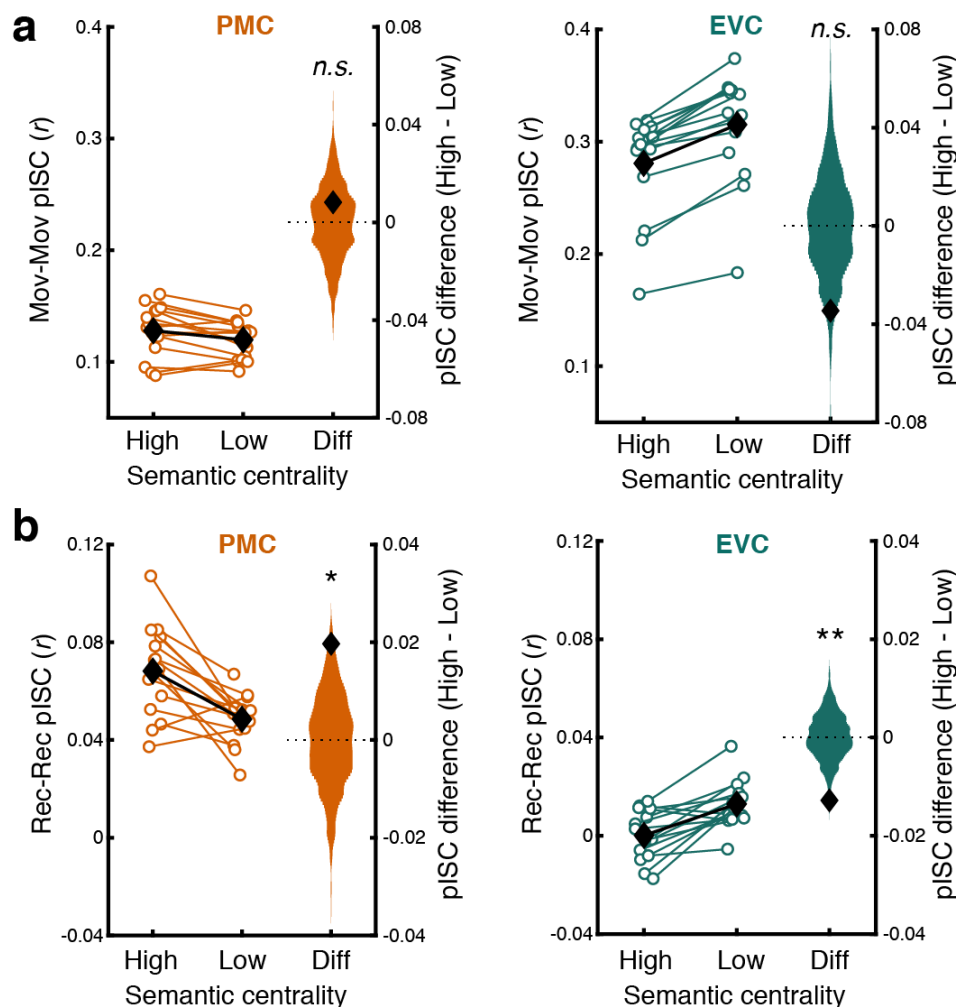 a
PMC
0.4
0.3
0.2
0.1
Mov-Mov pISC (r)
n.s.
0.08
0.04
0
-0.04
-0.08
pISC difference (High - Low)
High Low Diff
Semantic centrality
EVC
0.4
0.3
0.2
0.1
Mov-Mov pISC (r)
n.s.
0.08
0.04
0
-0.04
-0.08
pISC difference (High - Low)
High Low Diff
Semantic centrality
b
PMC
0.12
0.08
0.04
0
-0.04
Rec-Rec pISC (r)
*
0.04
0.02
0
-0.02
-0.04
pISC difference (High - Low)
High Low Diff
Semantic centrality
EVC
0.12
0.08
0.04
0
-0.04
Rec-Rec pISC (r)
**
0.04
0.02
0
-0.02
-0.04
pISC difference (High - Low)
High Low Diff
Semantic centrality